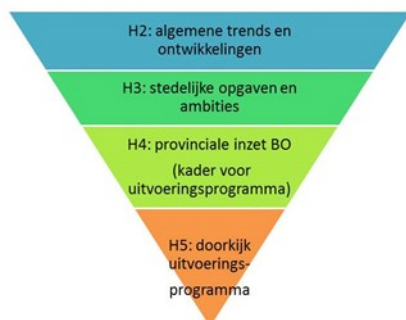 H2: algemene trends en
ontwikkelingen
H3: stedelijke opgaven en
ambities
H4: provinciale inzet BO
(kader voor
uitvoeringsprogramma)
H5: doorkijk
uitvoerings-
programma